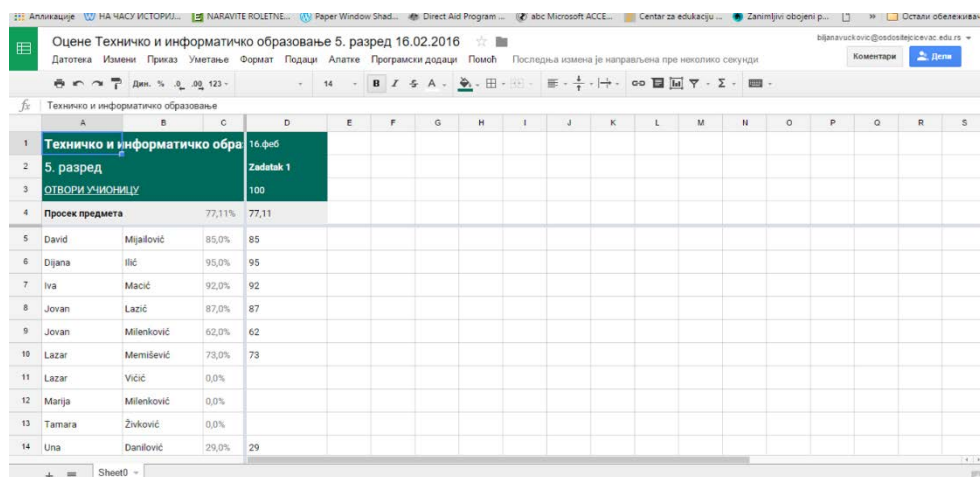 Апликације НА ЧАСУ ИСТОРИЈ... NARAVITE ROLETNE... Paper Window Shad... Direct Aid Program ... abc Microsoft ACCE... Centar za edukaciju ... Zanimljivi obojeni p... » Остали обележивач
Оцене Техничко и информатичко образовање 5. разред 16.02.2016
biljanavuckovic@osdositejcicevac.edu.rs
Датотека Измени Приказ Уметање Формат Подаци Алатке Програмски додаци Помоћ Последња измена је направљена пре неколико секунди
Коментари Дели
Дин. % .0 .00 123 14 B I S A
fx Техничко и информатичко образовање
A B C D E F G H I J K L M N O P Q R S
1 Техничко и информатичко обра 16.феб
2 5. разред Zadatak 1
3 ОТВОРИ УЧИОНИЦУ 100
4 Просек предмета 77,11% 77,11
5 David Mijailović 85,0% 85
6 Dijana Ilić 95,0% 95
7 Iva Macić 92,0% 92
8 Jovan Lazić 87,0% 87
9 Jovan Milenković 62,0% 62
10 Lazar Memišević 73,0% 73
11 Lazar Vićić 0,0%
12 Marija Milenković 0,0%
13 Tamara Živković 0,0%
14 Una Danilović 29,0% 29
Sheet0